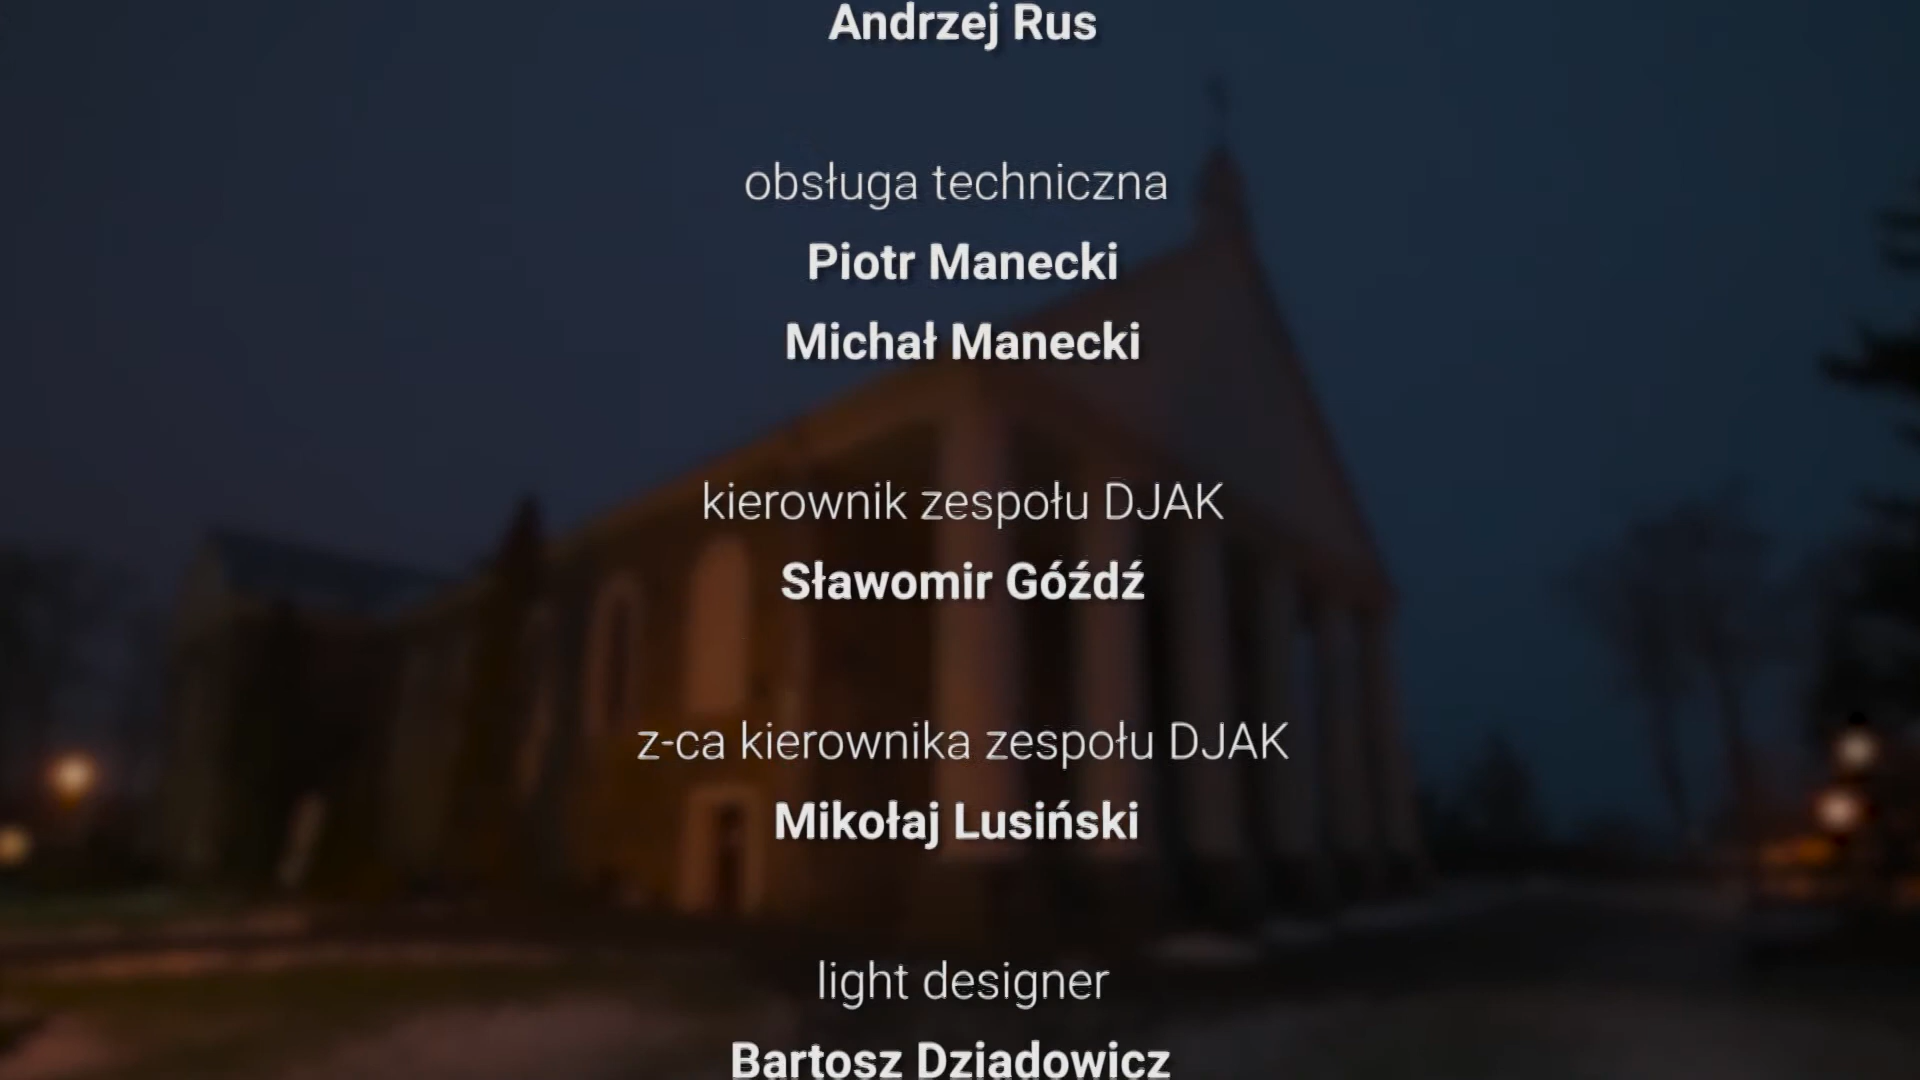 Andrzej Rus
obsługa techniczna
Piotr Manecki
Michał Manecki
kierownik zespołu DJAK
Sławomir Góźdź
z-ca kierownika zespołu DJAK
Mikołaj Lusiński
light designer
Bartosz Dziadowicz